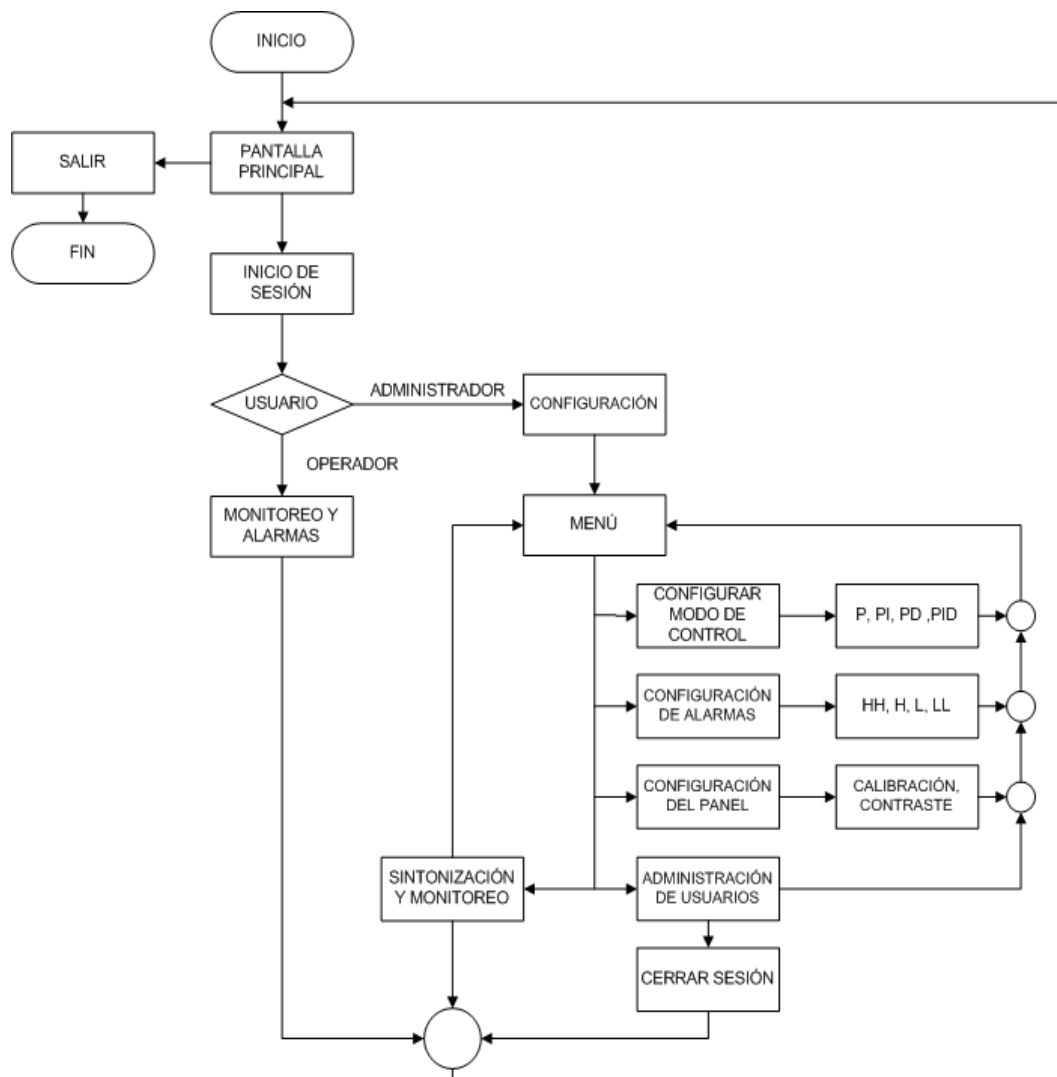 INICIO
SALIR
PANTALLA
PRINCIPAL
FIN
INICIO DE
SESIÓN
USUARIO
ADMINISTRADOR
CONFIGURACIÓN
OPERADOR
MONITOREO Y
ALARMAS
MENÚ
CONFIGURAR
MODO DE
CONTROL
P, PI, PD ,PID
CONFIGURACIÓN
DE ALARMAS
HH, H, L, LL
CONFIGURACIÓN
DEL PANEL
CALIBRACIÓN,
CONTRASTE
SINTONIZACIÓN
Y MONITOREO
ADMINISTRACIÓN
DE USUARIOS
CERRAR SESIÓN